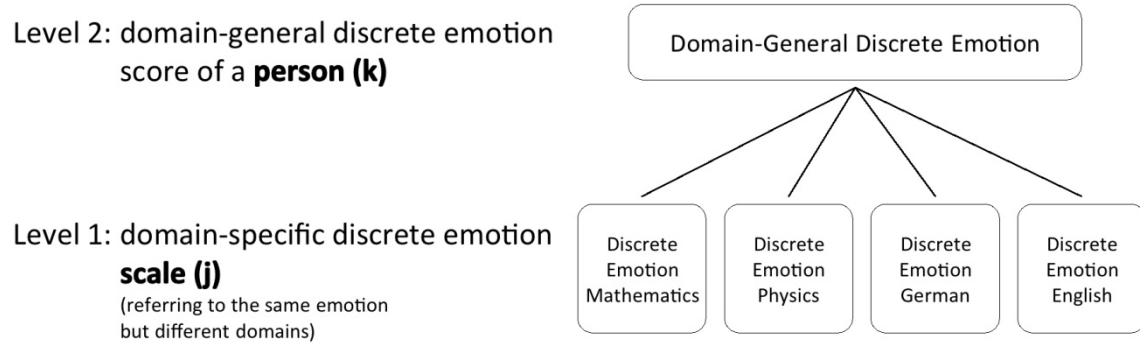 Level 2: domain-general discrete emotion
score of a person (k)
Domain-General Discrete Emotion
Level 1: domain-specific discrete emotion
scale (j)
(referring to the same emotion
but different domains)
Discrete
Emotion
Mathematics
Discrete
Emotion
Physics
Discrete
Emotion
German
Discrete
Emotion
English